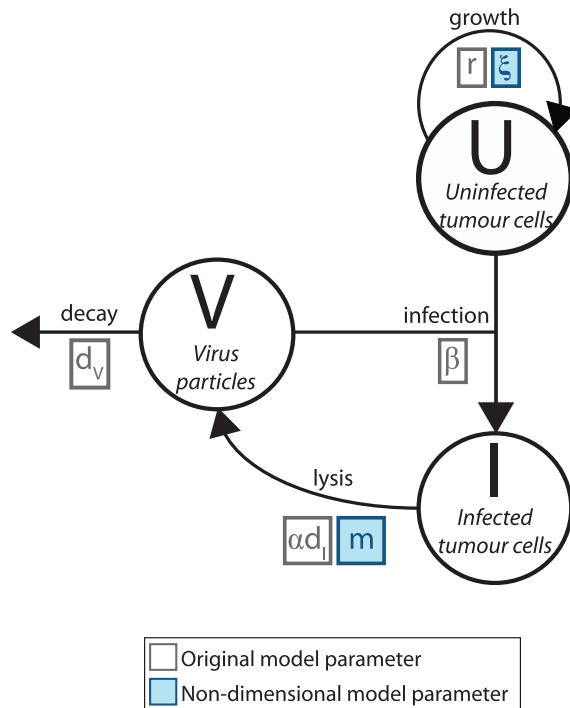 growth
r ξ
U
Uninfected
tumour cells
V
Virus
particles
decay
d_V
infection
β
I
Infected
tumour cells
lysis
αd_I m
Original model parameter
Non-dimensional model parameter